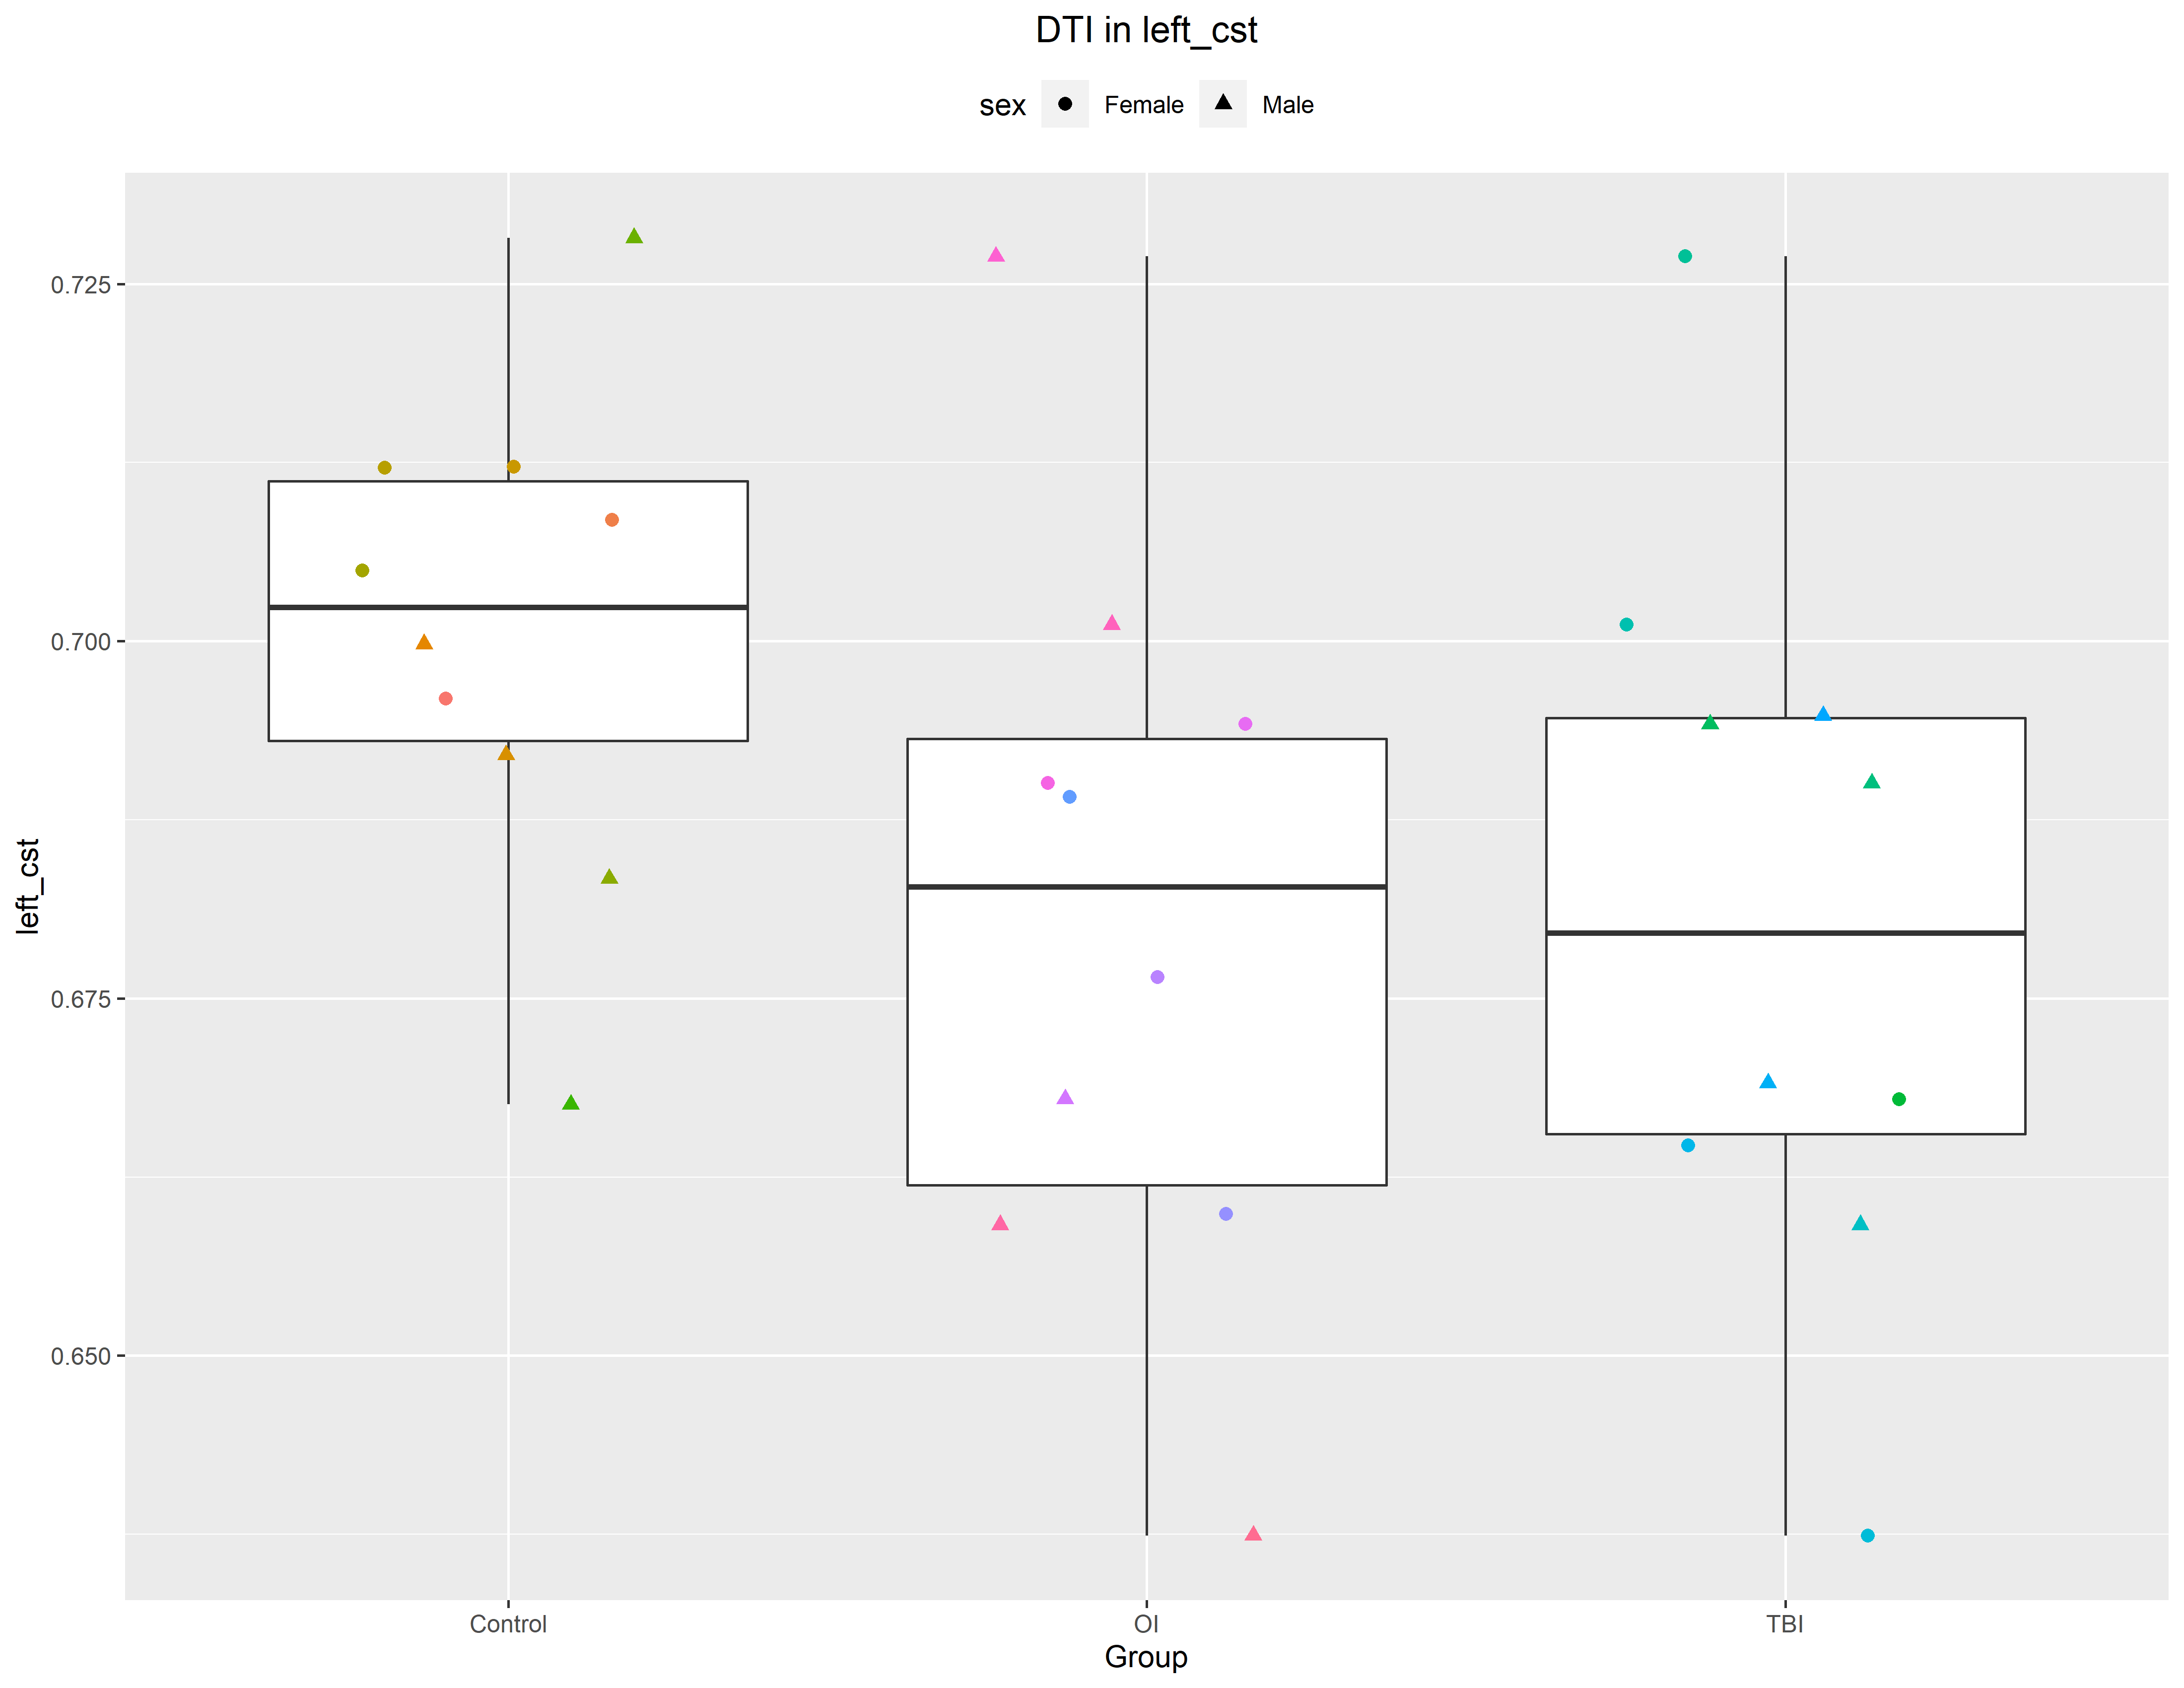 DTI in left_cst
sex Female Male
0.725
0.700
0.675
0.650
left_cst
Control OI TBI
Group